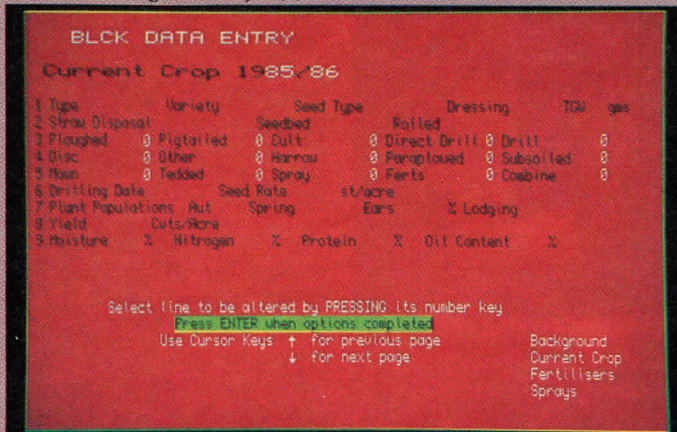 BLCK DATA ENTRY
Current Crop 1985/86
1 Type Variety Seed Type Dressing TGW gms
2 Straw Disposal Seedbed Rolled
3 Ploughed 0 Pigtailed 0 Cult 0 Direct Drill 0 Drill 0
4 Disc 0 Other 0 Harrow 0 Paraplowed 0 Subsoiled 0
5 Mown 0 Tedded 0 Spray 0 Ferts 0 Combine 0
6 Drilling Date Seed Rate st/acre
7 Plant Populations Aut Spring Ears % Lodging
8 Yield Cwts/Acre
9 Moisture % Nitrogen % Protein % Oil Content %
Select line to be altered by PRESSING its number key
Press ENTER when options completed
Use Cursor Keys ↑ for previous page Background
↓ for next page Current Crop
Fertilisers
Sprays